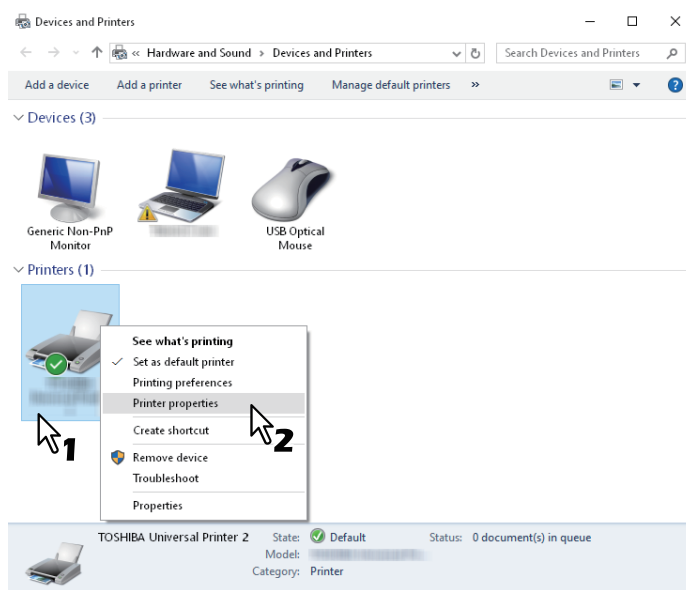 Devices and Printers
« Hardware and Sound > Devices and Printers
Search Devices and Printers
Add a device Add a printer See what's printing Manage default printers »
Devices (3)
Generic Non-PnP
Monitor
USB Optical
Mouse
Printers (1)
See what's printing
Set as default printer
Printing preferences
Printer properties
Create shortcut
Remove device
Troubleshoot
Properties
1
2
TOSHIBA Universal Printer 2 State: Default Status: 0 document(s) in queue
Model:
Category: Printer